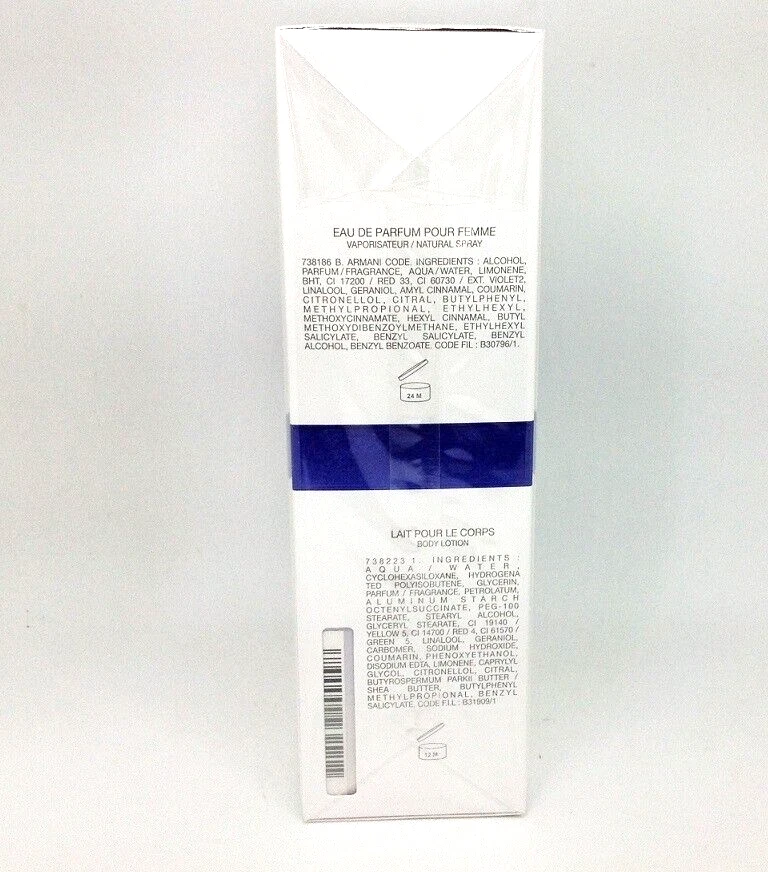 EAU DE PARFUM POUR FEMME
VAPORISATEUR / NATURAL SPRAY
738186 B. ARMANI CODE. INGREDIENTS : ALCOHOL,
PARFUM / FRAGRANCE, AQUA / WATER, LIMONENE,
BHT, CI 17200 / RED 33, CI 60730 / EXT. VIOLET2,
LINALOOL, GERANIOL, AMYL CINNAMAL, COUMARIN,
CITRONELLOL, CITRAL, BUTYLPHENYL,
METHYLPROPIONAL, ETHYLHEXYL,
METHOXYCINNAMATE, HEXYL CINNAMAL, BUTYL
METHOXYDIBENZOYLMETHANE, ETHYLHEXYL
SALICYLATE, BENZYL SALICYLATE, BENZYL
ALCOHOL, BENZYL BENZOATE. CODE FIL : B30796/1.
24 M
LAIT POUR LE CORPS
BODY LOTION
738223 1. INGREDIENTS :
AQUA / WATER,
CYCLOHEXASILOXANE, HYDROGENA
TED POLYISOBUTENE, GLYCERIN,
PARFUM / FRAGRANCE, PETROLATUM,
ALUMINUM STARCH
OCTENYLSUCCINATE, PEG-100
STEARATE, STEARYL ALCOHOL,
GLYCERYL STEARATE, CI 19140 /
YELLOW 5, CI 14700 / RED 4, CI 61570 /
GREEN 5, LINALOOL, GERANIOL,
CARBOMER, SODIUM HYDROXIDE,
COUMARIN, PHENOXYETHANOL,
DISODIUM EDTA, LIMONENE, CAPRYLYL
GLYCOL, CITRONELLOL, CITRAL,
BUTYROSPERMUM PARKII BUTTER /
SHEA BUTTER, BUTYLPHENYL
METHYLPROPIONAL, BENZYL
SALICYLATE. CODE F.I.L. : B31909/1
12 M